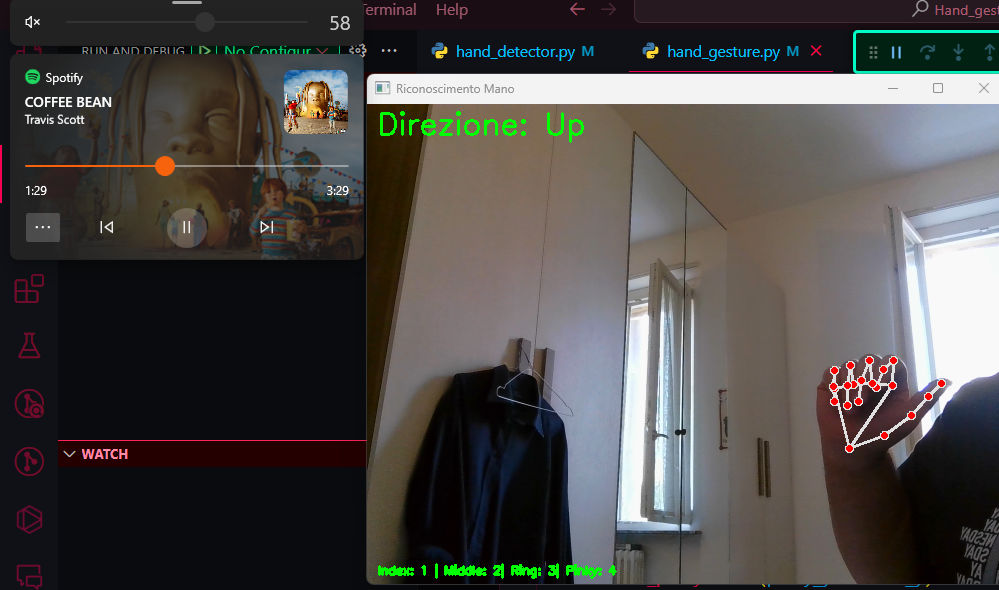 58
Terminal Help
Hand_gest
RUN AND DEBUG No Configur
hand_detector.py M
hand_gesture.py M
Spotify
COFFEE BEAN
Travis Scott
1:29 3:29
Riconoscimento Mano
Direzione: Up
WATCH
Index: 1 | Middle: 2| Ring: 3| Pinky: 4